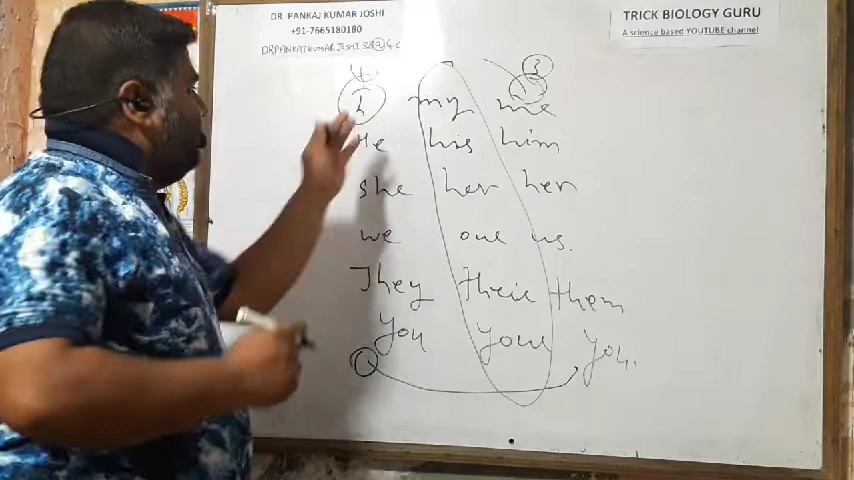 DR. PANKAJ KUMAR JOSHI
+91-7665180180
TRICK BIOLOGY GURU
A science based YOUTUBE channel
I my me
He his him
she her her
we our us.
They their them
you your you.